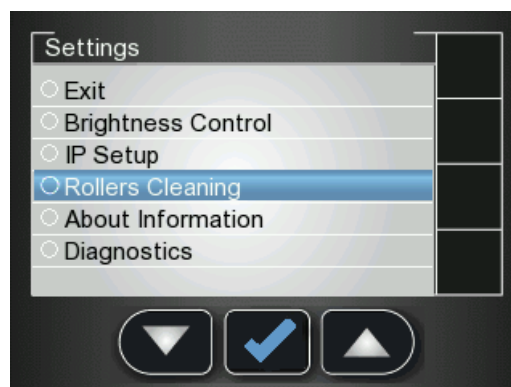 Settings
Exit
Brightness Control
IP Setup
Rollers Cleaning
About Information
Diagnostics